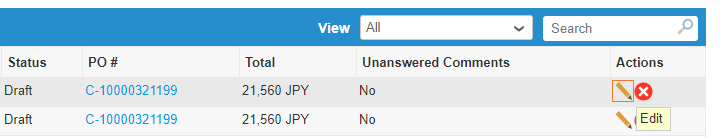 View All Search
Status PO # Total Unanswered Comments Actions
Draft C-10000321199 21,560 JPY No
Draft C-10000321199 21,560 JPY No Edit